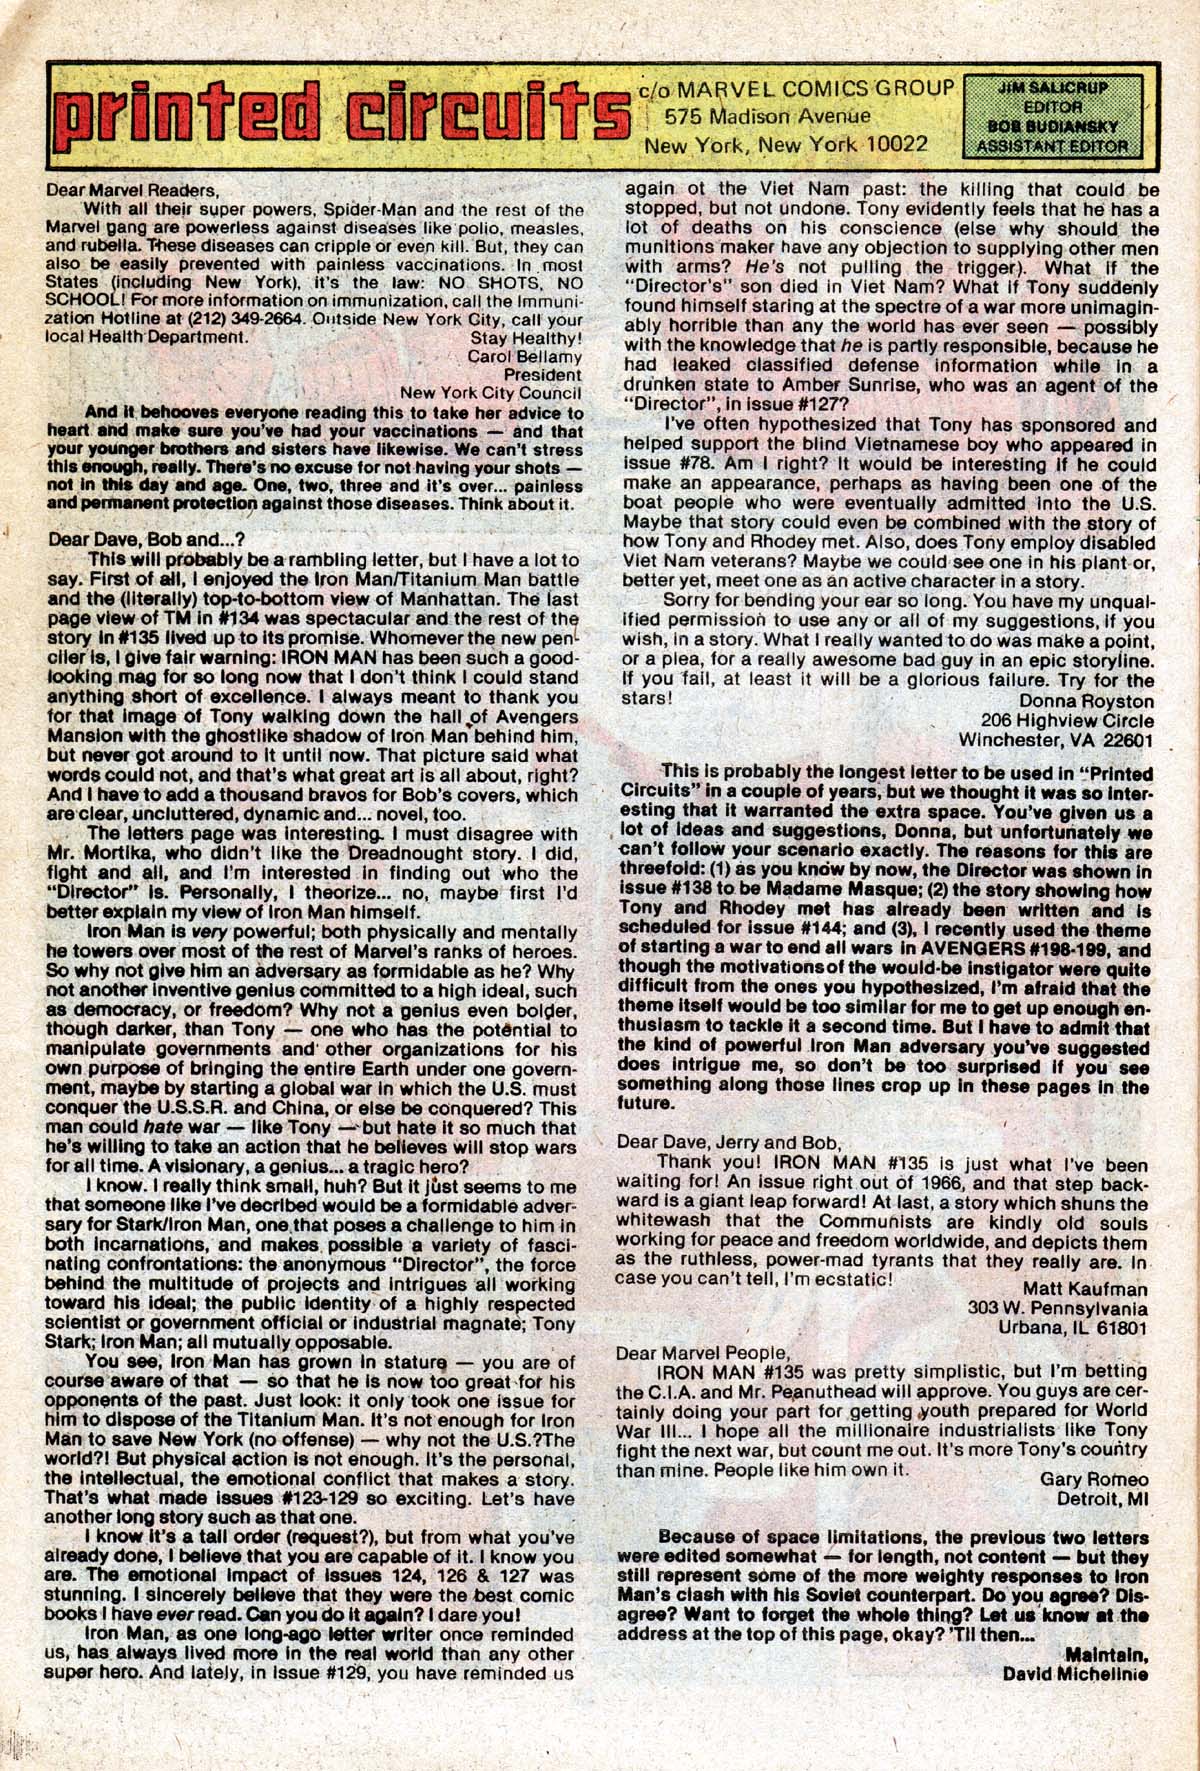 printed circuits
c/o MARVEL COMICS GROUP
575 Madison Avenue
New York, New York 10022
JIM SALICRUP
EDITOR
BOB BUDIANSKY
ASSISTANT EDITOR
Dear Marvel Readers,
With all their super powers, Spider-Man and the rest of the
Marvel gang are powerless against diseases like polio, measles,
and rubella. These diseases can cripple or even kill. But, they can
also be easily prevented with painless vaccinations. In most
States (including New York), it's the law: NO SHOTS, NO
SCHOOL! For more information on immunization, call the Immuni-
zation Hotline at (212) 349-2664. Outside New York City, call your
local Health Department. Stay Healthy!
Carol Bellamy
President
New York City Council
And it behooves everyone reading this to take her advice to
heart and make sure you've had your vaccinations — and that
your younger brothers and sisters have likewise. We can't stress
this enough, really. There's no excuse for not having your shots —
not in this day and age. One, two, three and it's over... painless
and permanent protection against those diseases. Think about it.
Dear Dave, Bob and...?
This will probably be a rambling letter, but I have a lot to
say. First of all, I enjoyed the Iron Man/Titanium Man battle
and the (literally) top-to-bottom view of Manhattan. The last
page view of TM in #134 was spectacular and the rest of the
story in #135 lived up to its promise. Whomever the new pen-
ciler is, I give fair warning: IRON MAN has been such a good-
looking mag for so long now that I don't think I could stand
anything short of excellence. I always meant to thank you
for that image of Tony walking down the hall of Avengers
Mansion with the ghostlike shadow of Iron Man behind him,
but never got around to it until now. That picture said what
words could not, and that's what great art is all about, right?
And I have to add a thousand bravos for Bob's covers, which
are clear, uncluttered, dynamic and... novel, too.
The letters page was interesting. I must disagree with
Mr. Mortika, who didn't like the Dreadnought story. I did,
fight and all, and I'm interested in finding out who the
"Director" is. Personally, I theorize... no, maybe first I'd
better explain my view of Iron Man himself.
Iron Man is very powerful; both physically and mentally
he towers over most of the rest of Marvel's ranks of heroes.
So why not give him an adversary as formidable as he? Why
not another inventive genius committed to a high ideal, such
as democracy, or freedom? Why not a genius even bolder,
though darker, than Tony — one who has the potential to
manipulate governments and other organizations for his
own purpose of bringing the entire Earth under one govern-
ment, maybe by starting a global war in which the U.S. must
conquer the U.S.S.R. and China, or else be conquered? This
man could hate war — like Tony — but hate it so much that
he's willing to take an action that he believes will stop wars
for all time. A visionary, a genius... a tragic hero?
I know. I really think small, huh? But it just seems to me
that someone like I've decribed would be a formidable adver-
sary for Stark/Iron Man, one that poses a challenge to him in
both incarnations, and makes possible a variety of fasci-
nating confrontations: the anonymous "Director", the force
behind the multitude of projects and intrigues all working
toward his ideal; the public identity of a highly respected
scientist or government official or industrial magnate; Tony
Stark; Iron Man; all mutually opposable.
You see, Iron Man has grown in stature — you are of
course aware of that — so that he is now too great for his
opponents of the past. Just look: it only took one issue for
him to dispose of the Titanium Man. It's not enough for Iron
Man to save New York (no offense) — why not the U.S.?The
world?! But physical action is not enough. It's the personal,
the intellectual, the emotional conflict that makes a story.
That's what made issues #123-129 so exciting. Let's have
another long story such as that one.
I know it's a tall order (request?), but from what you've
already done, I believe that you are capable of it. I know you
are. The emotional impact of issues 124, 126 & 127 was
stunning. I sincerely believe that they were the best comic
books I have ever read. Can you do it again? I dare you!
Iron Man, as one long-ago letter writer once reminded
us, has always lived more in the real world than any other
super hero. And lately, in issue #129, you have reminded us
again ot the Viet Nam past: the killing that could be
stopped, but not undone. Tony evidently feels that he has a
lot of deaths on his conscience (else why should the
munitions maker have any objection to supplying other men
with arms? He's not pulling the trigger). What if the
"Director's" son died in Viet Nam? What if Tony suddenly
found himself staring at the spectre of a war more unimagin-
ably horrible than any the world has ever seen — possibly
with the knowledge that he is partly responsible, because he
had leaked classified defense information while in a
drunken state to Amber Sunrise, who was an agent of the
"Director", in issue #127?
I've often hypothesized that Tony has sponsored and
helped support the blind Vietnamese boy who appeared in
issue #78. Am I right? It would be interesting if he could
make an appearance, perhaps as having been one of the
boat people who were eventually admitted into the U.S.
Maybe that story could even be combined with the story of
how Tony and Rhodey met. Also, does Tony employ disabled
Viet Nam veterans? Maybe we could see one in his plant or,
better yet, meet one as an active character in a story.
Sorry for bending your ear so long. You have my unqual-
ified permission to use any or all of my suggestions, if you
wish, in a story. What I really wanted to do was make a point,
or a plea, for a really awesome bad guy in an epic storyline.
If you fail, at least it will be a glorious failure. Try for the
stars! Donna Royston
206 Highview Circle
Winchester, VA 22601
This is probably the longest letter to be used in "Printed
Circuits" in a couple of years, but we thought it was so inter-
esting that it warranted the extra space. You've given us a
lot of ideas and suggestions, Donna, but unfortunately we
can't follow your scenario exactly. The reasons for this are
threefold: (1) as you know by now, the Director was shown in
issue #138 to be Madame Masque; (2) the story showing how
Tony and Rhodey met has already been written and is
scheduled for issue #144; and (3), I recently used the theme
of starting a war to end all wars in AVENGERS #198-199, and
though the motivations of the would-be instigator were quite
difficult from the ones you hypothesized, I'm afraid that the
theme itself would be too similar for me to get up enough en-
thusiasm to tackle it a second time. But I have to admit that
the kind of powerful Iron Man adversary you've suggested
does intrigue me, so don't be too surprised if you see
something along those lines crop up in these pages in the
future.
Dear Dave, Jerry and Bob,
Thank you! IRON MAN #135 is just what I've been
waiting for! An issue right out of 1966, and that step back-
ward is a giant leap forward! At last, a story which shuns the
whitewash that the Communists are kindly old souls
working for peace and freedom worldwide, and depicts them
as the ruthless, power-mad tyrants that they really are. In
case you can't tell, I'm ecstatic!
Matt Kaufman
303 W. Pennsylvania
Urbana, IL 61801
Dear Marvel People,
IRON MAN #135 was pretty simplistic, but I'm betting
the C.I.A. and Mr. Peanuthead will approve. You guys are cer-
tainly doing your part for getting youth prepared for World
War III... I hope all the millionaire industrialists like Tony
fight the next war, but count me out. It's more Tony's country
than mine. People like him own it.
Gary Romeo
Detroit, MI
Because of space limitations, the previous two letters
were edited somewhat — for length, not content — but they
still represent some of the more weighty responses to Iron
Man's clash with his Soviet counterpart. Do you agree? Dis-
agree? Want to forget the whole thing? Let us know at the
address at the top of this page, okay? 'Til then...
Maintain,
David Michelinie